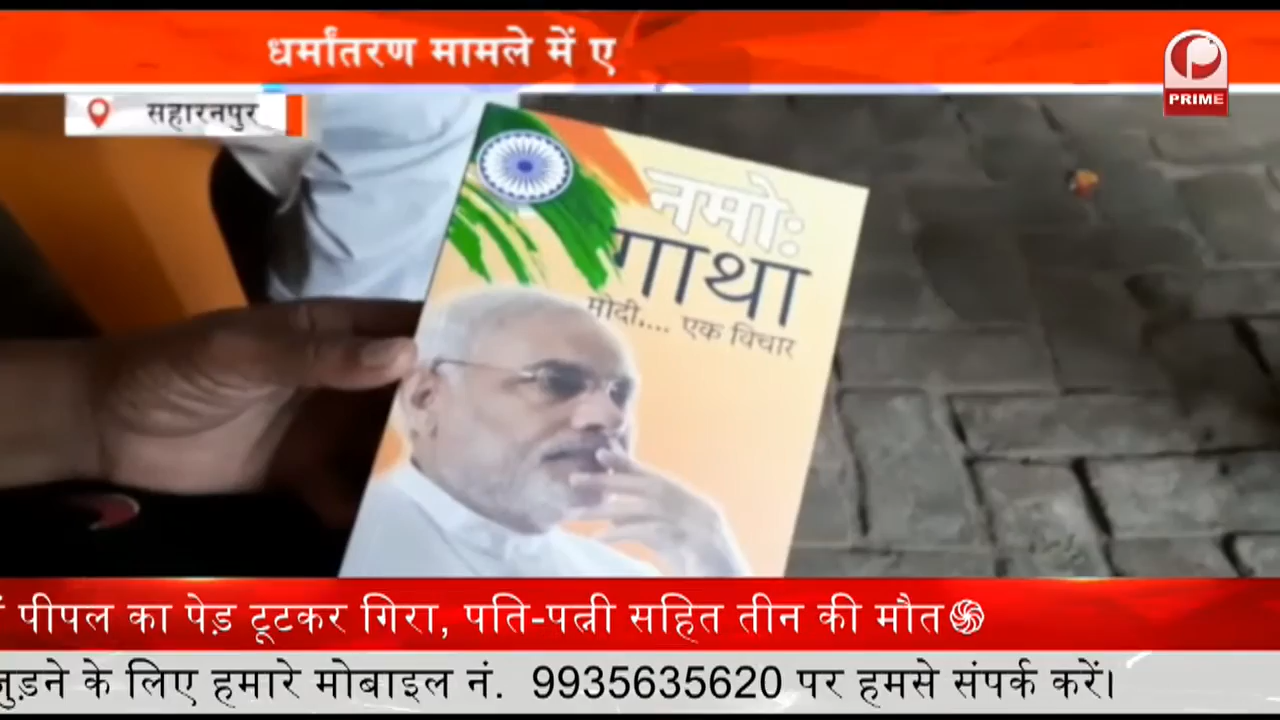 धर्मांतरण मामले में ए
PRIME
सहारनपुर
नमोः
गाथा
मोदी.... एक विचार
पीपल का पेड़ टूटकर गिरा, पति-पत्नी सहित तीन की मौत
जुड़ने के लिए हमारे मोबाइल नं. 9935635620 पर हमसे संपर्क करें।